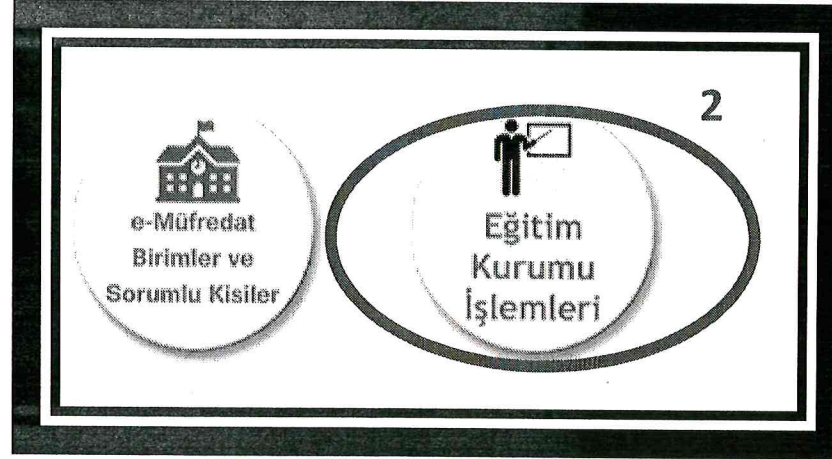 2
e-Müfredat
Birimler ve
Sorumlu Kisiler
Eğitim
Kurumu
İşlemleri